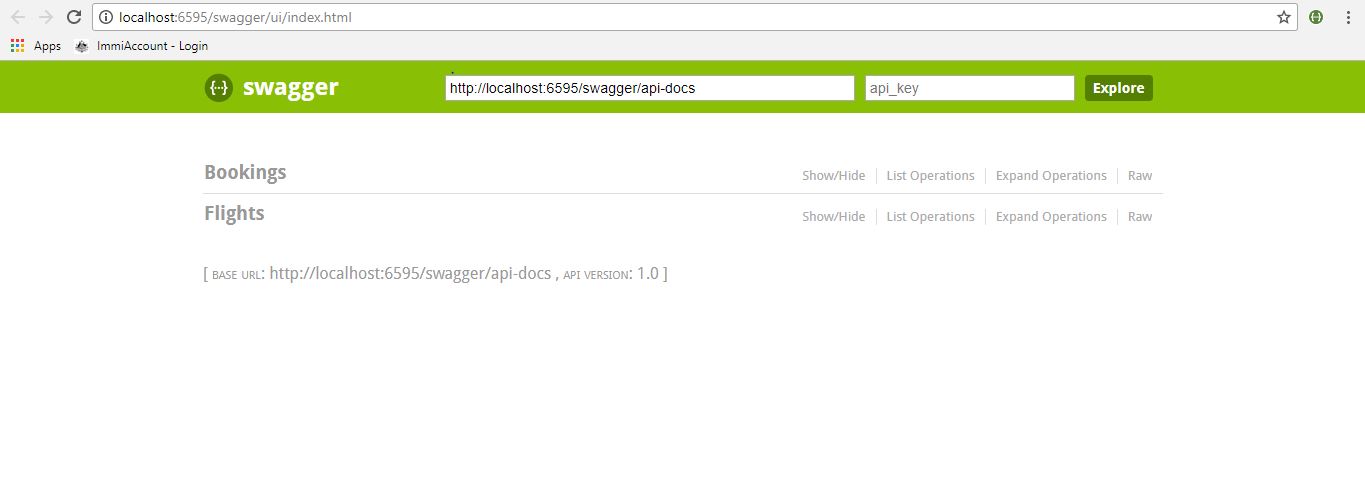 localhost:6595/swagger/ui/index.html
Apps ImmiAccount - Login
{··} swagger http://localhost:6595/swagger/api-docs api_key Explore
Bookings Show/Hide List Operations Expand Operations Raw
Flights Show/Hide List Operations Expand Operations Raw
[ BASE URL: http://localhost:6595/swagger/api-docs , API VERSION: 1.0 ]